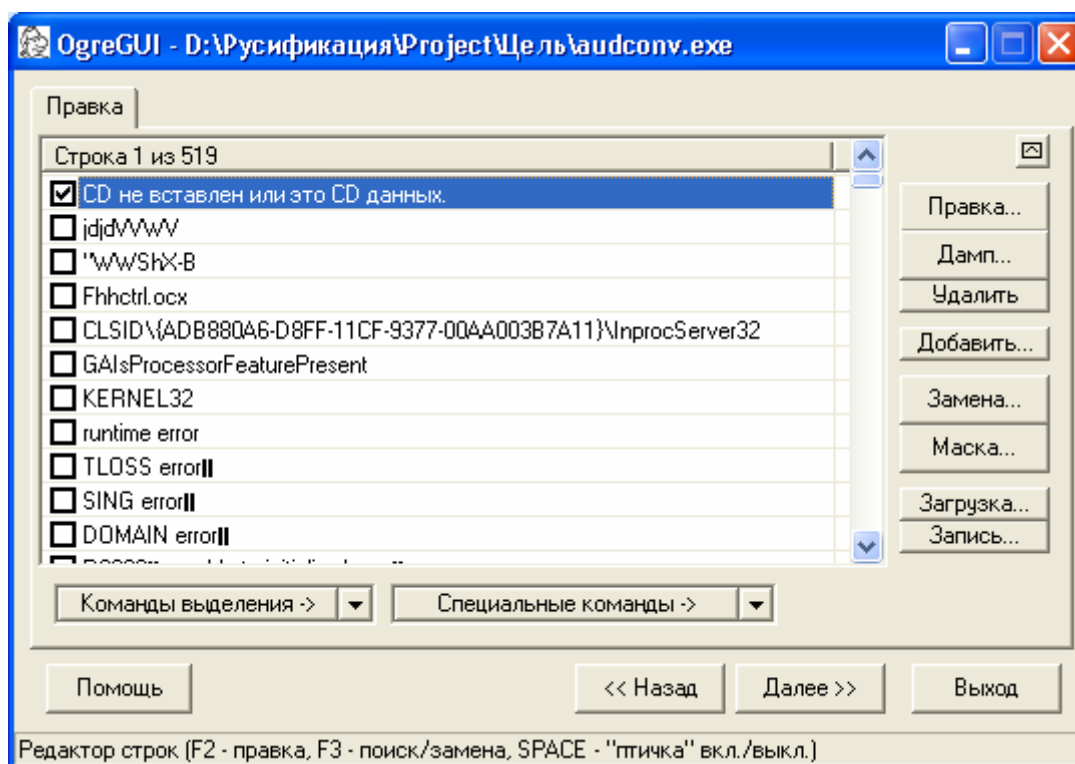 OgreGUI - D:\Русификация\Project\Цель\audconv.exe
Правка
Строка 1 из 519
CD не вставлен или это CD данных.
jdjdVVWV
"WWShX-B
Fhhctrl.ocx
CLSID\{ADB880A6-D8FF-11CF-9377-00AA003B7A11}\InprocServer32
GAIsProcessorFeaturePresent
KERNEL32
runtime error
TLOSS error
SING error
DOMAIN error
Правка...
Дамп...
Удалить
Добавить...
Замена...
Маска...
Загрузка...
Запись...
Команды выделения ->
Специальные команды ->
Помощь
<< Назад
Далее >>
Выход
Редактор строк (F2 - правка, F3 - поиск/замена, SPACE - "птичка" вкл./выкл.)